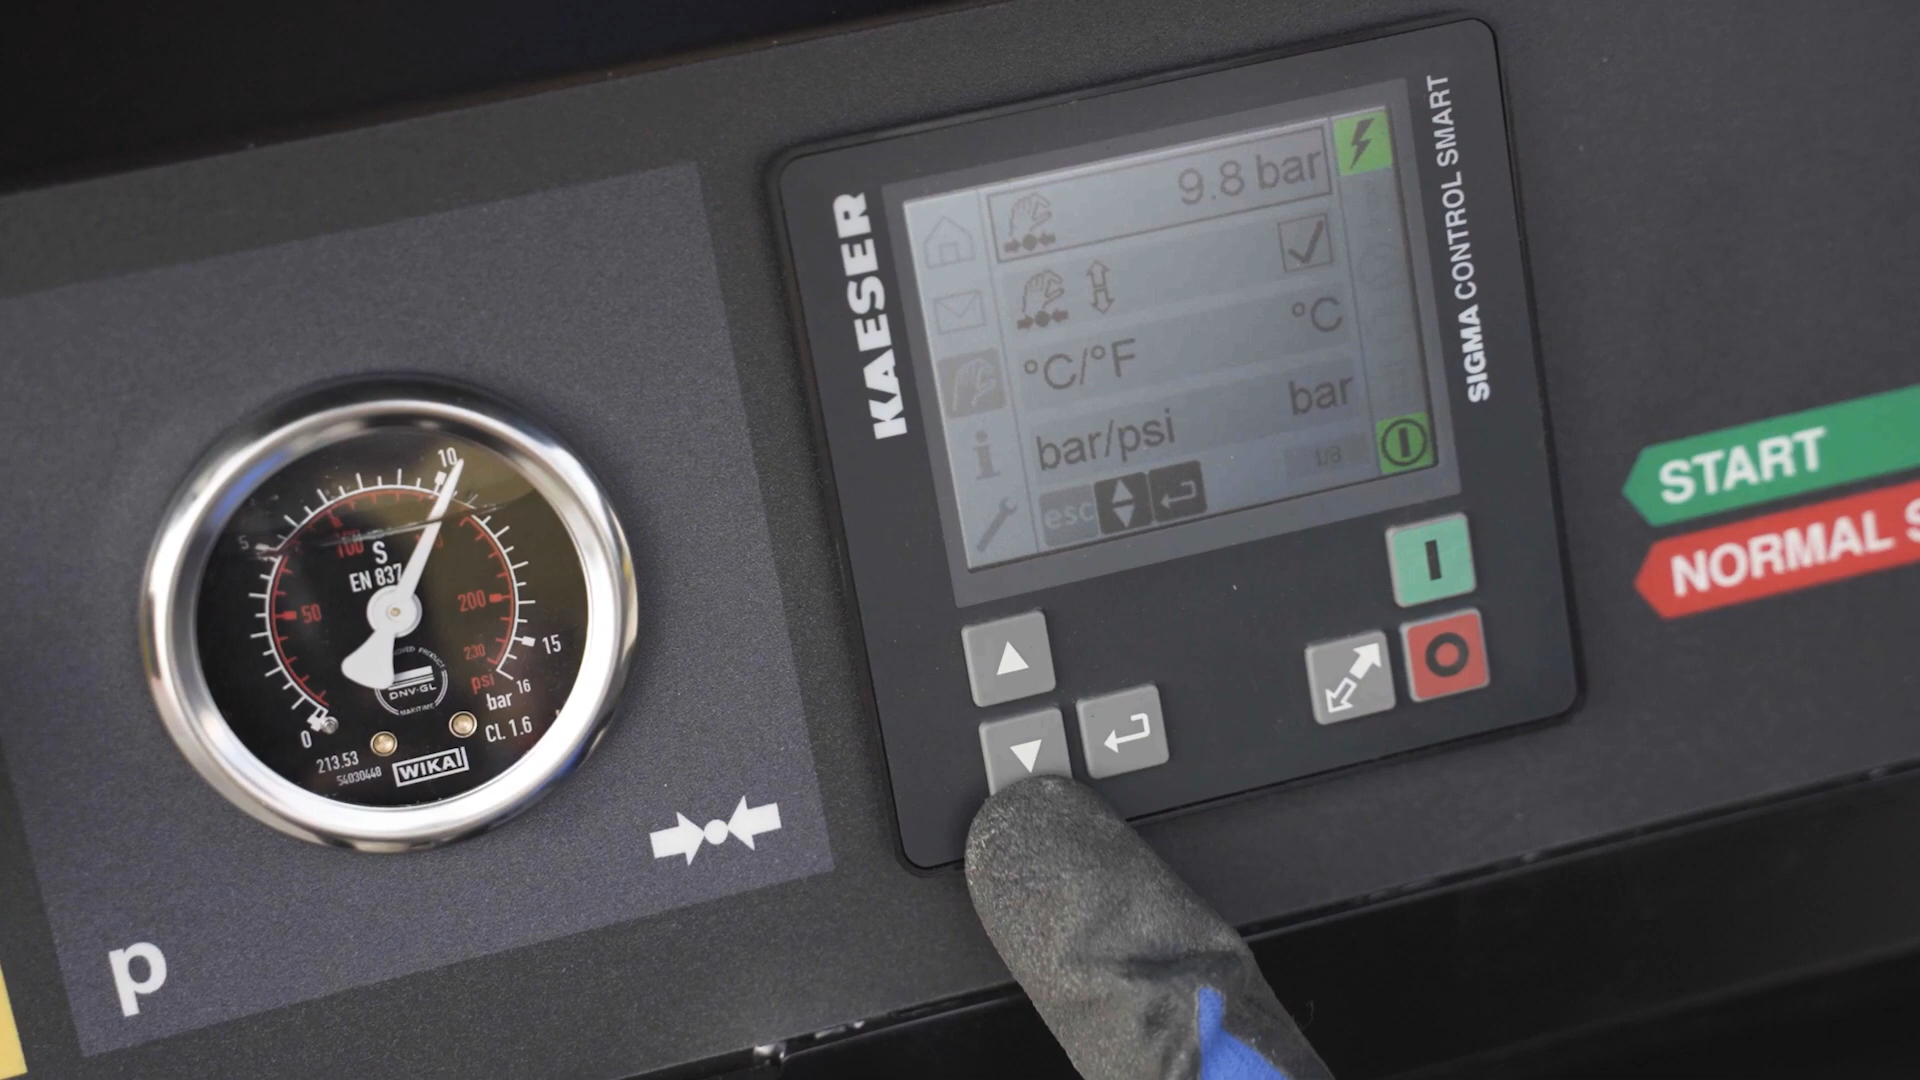 KAESER
SIGMA CONTROL SMART
9.8 bar
°C/°F °C
bar/psi bar
1/8
esc
START
NORMAL S
10
5
100
S
EN 837
50
200
15
230
psi
bar 16
0
CL 1.6
DNV-GL
213.53
54030448
WIKA
p